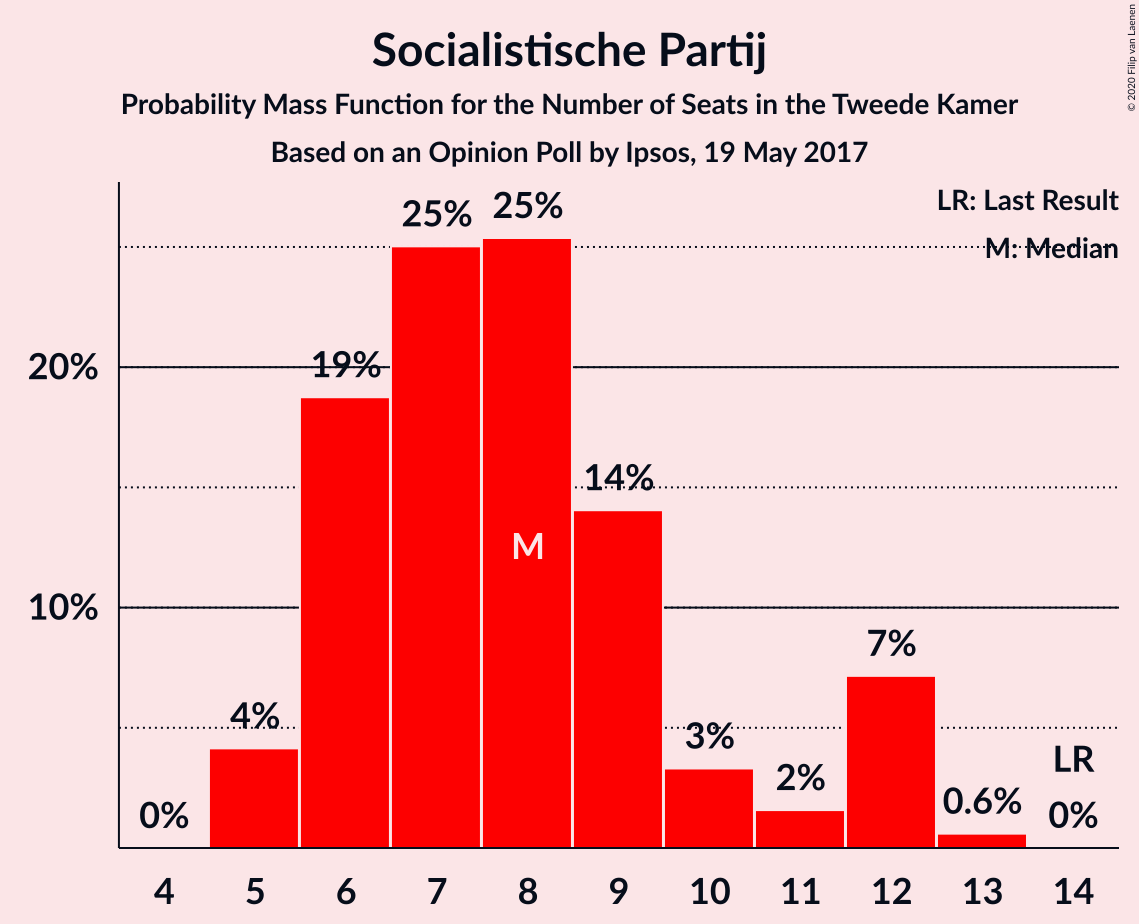 Socialistische Partij
Probability Mass Function for the Number of Seats in the Tweede Kamer
Based on an Opinion Poll by Ipsos, 19 May 2017
© 2020 Filip van Laenen
LR: Last Result
M: Median
20%
10%
0%
4%
19%
25%
25%
14%
3%
2%
7%
0.6%
LR
0%
M
4 5 6 7 8 9 10 11 12 13 14